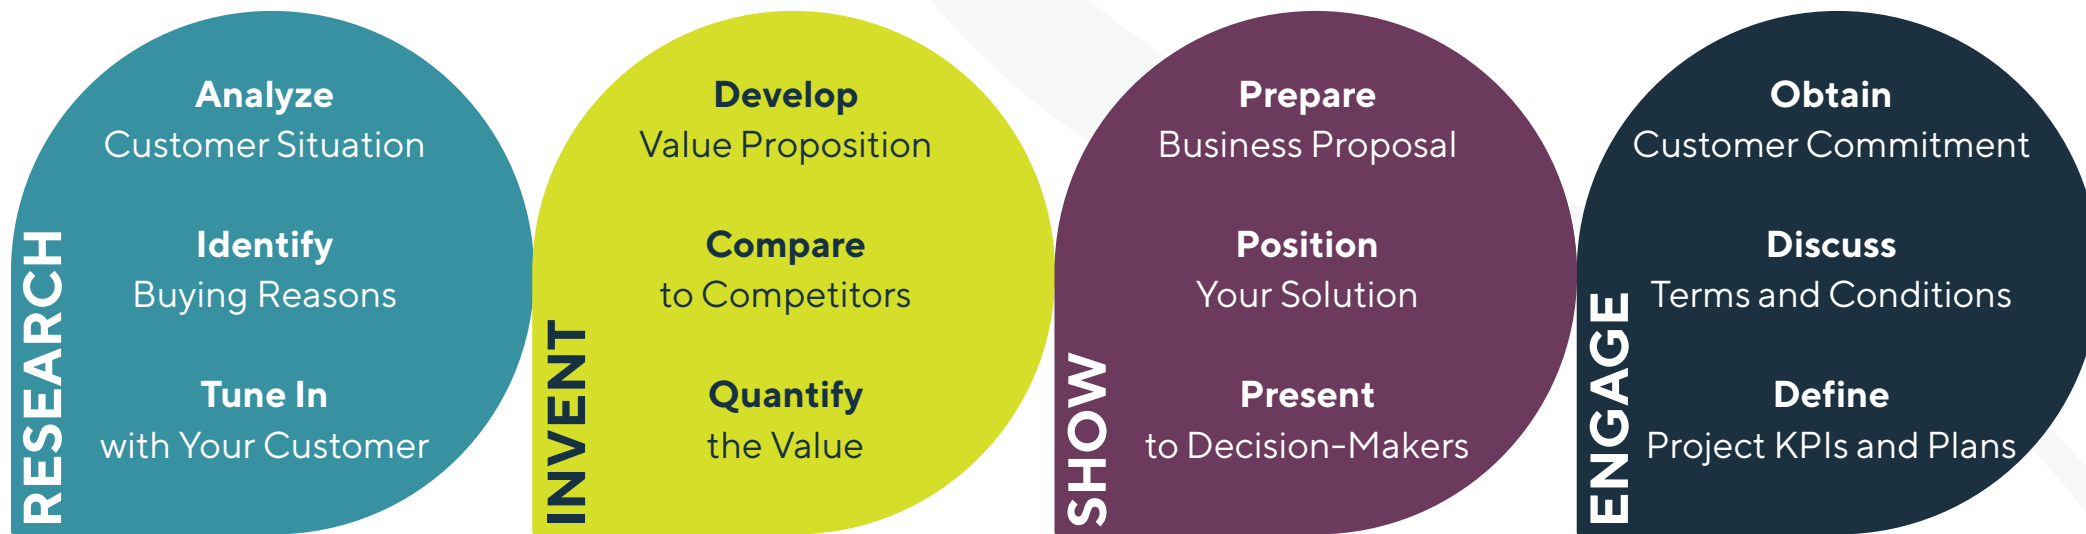 RESEARCH
Analyze
Customer Situation
Identify
Buying Reasons
Tune In
with Your Customer
INVENT
Develop
Value Proposition
Compare
to Competitors
Quantify
the Value
SHOW
Prepare
Business Proposal
Position
Your Solution
Present
to Decision-Makers
ENGAGE
Obtain
Customer Commitment
Discuss
Terms and Conditions
Define
Project KPIs and Plans